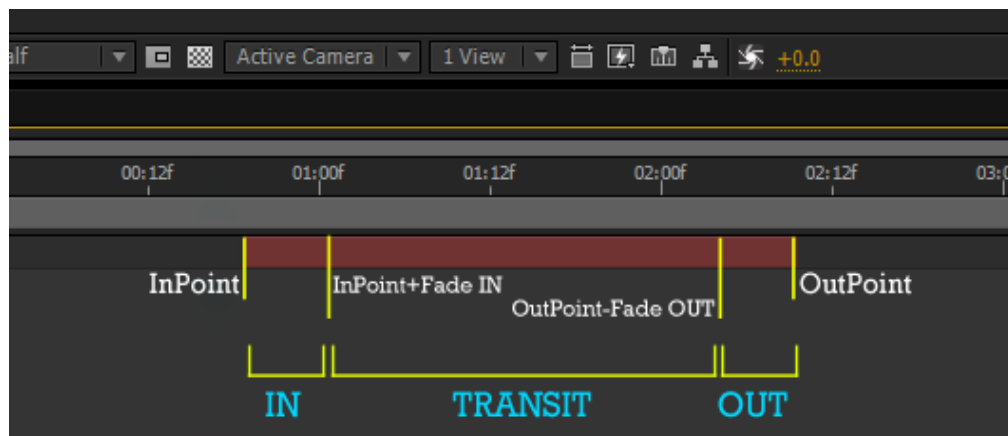 alf Active Camera 1 View +0.0
00:12f 01:00f 01:12f 02:00f 02:12f 03:0
InPoint InPoint+Fade IN OutPoint
OutPoint-Fade OUT
IN TRANSIT OUT